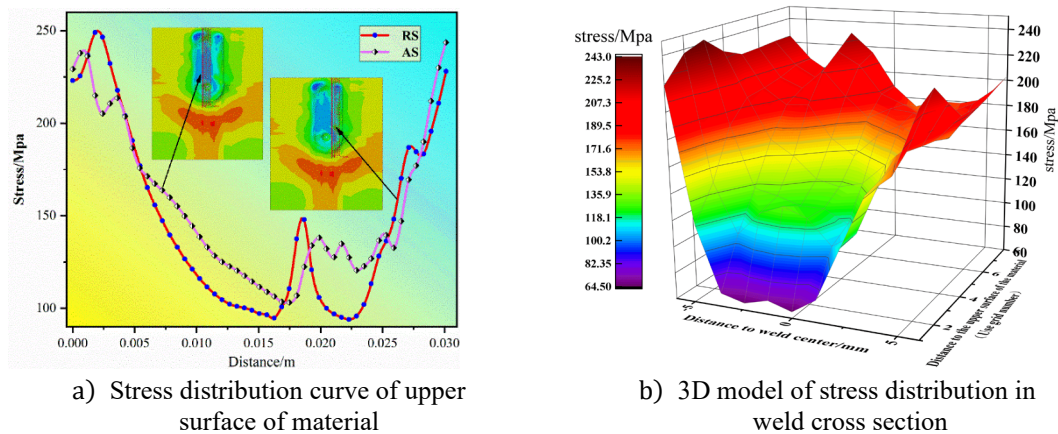 250
200
150
100
Stress/Mpa
RS
AS
0.000
0.005
0.010
0.015
0.020
0.025
0.030
Distance/m
a) Stress distribution curve of upper
surface of material
stress/Mpa
243.0
225.2
207.3
189.5
171.6
153.8
135.9
118.1
100.2
82.35
64.50
240
220
200
180
160
140
120
100
80
60
stress/Mpa
-5
0
5
Distance to weld center/mm
2
4
6
Distance to the upper surface of the material
(Use grid number)
b) 3D model of stress distribution in
weld cross section